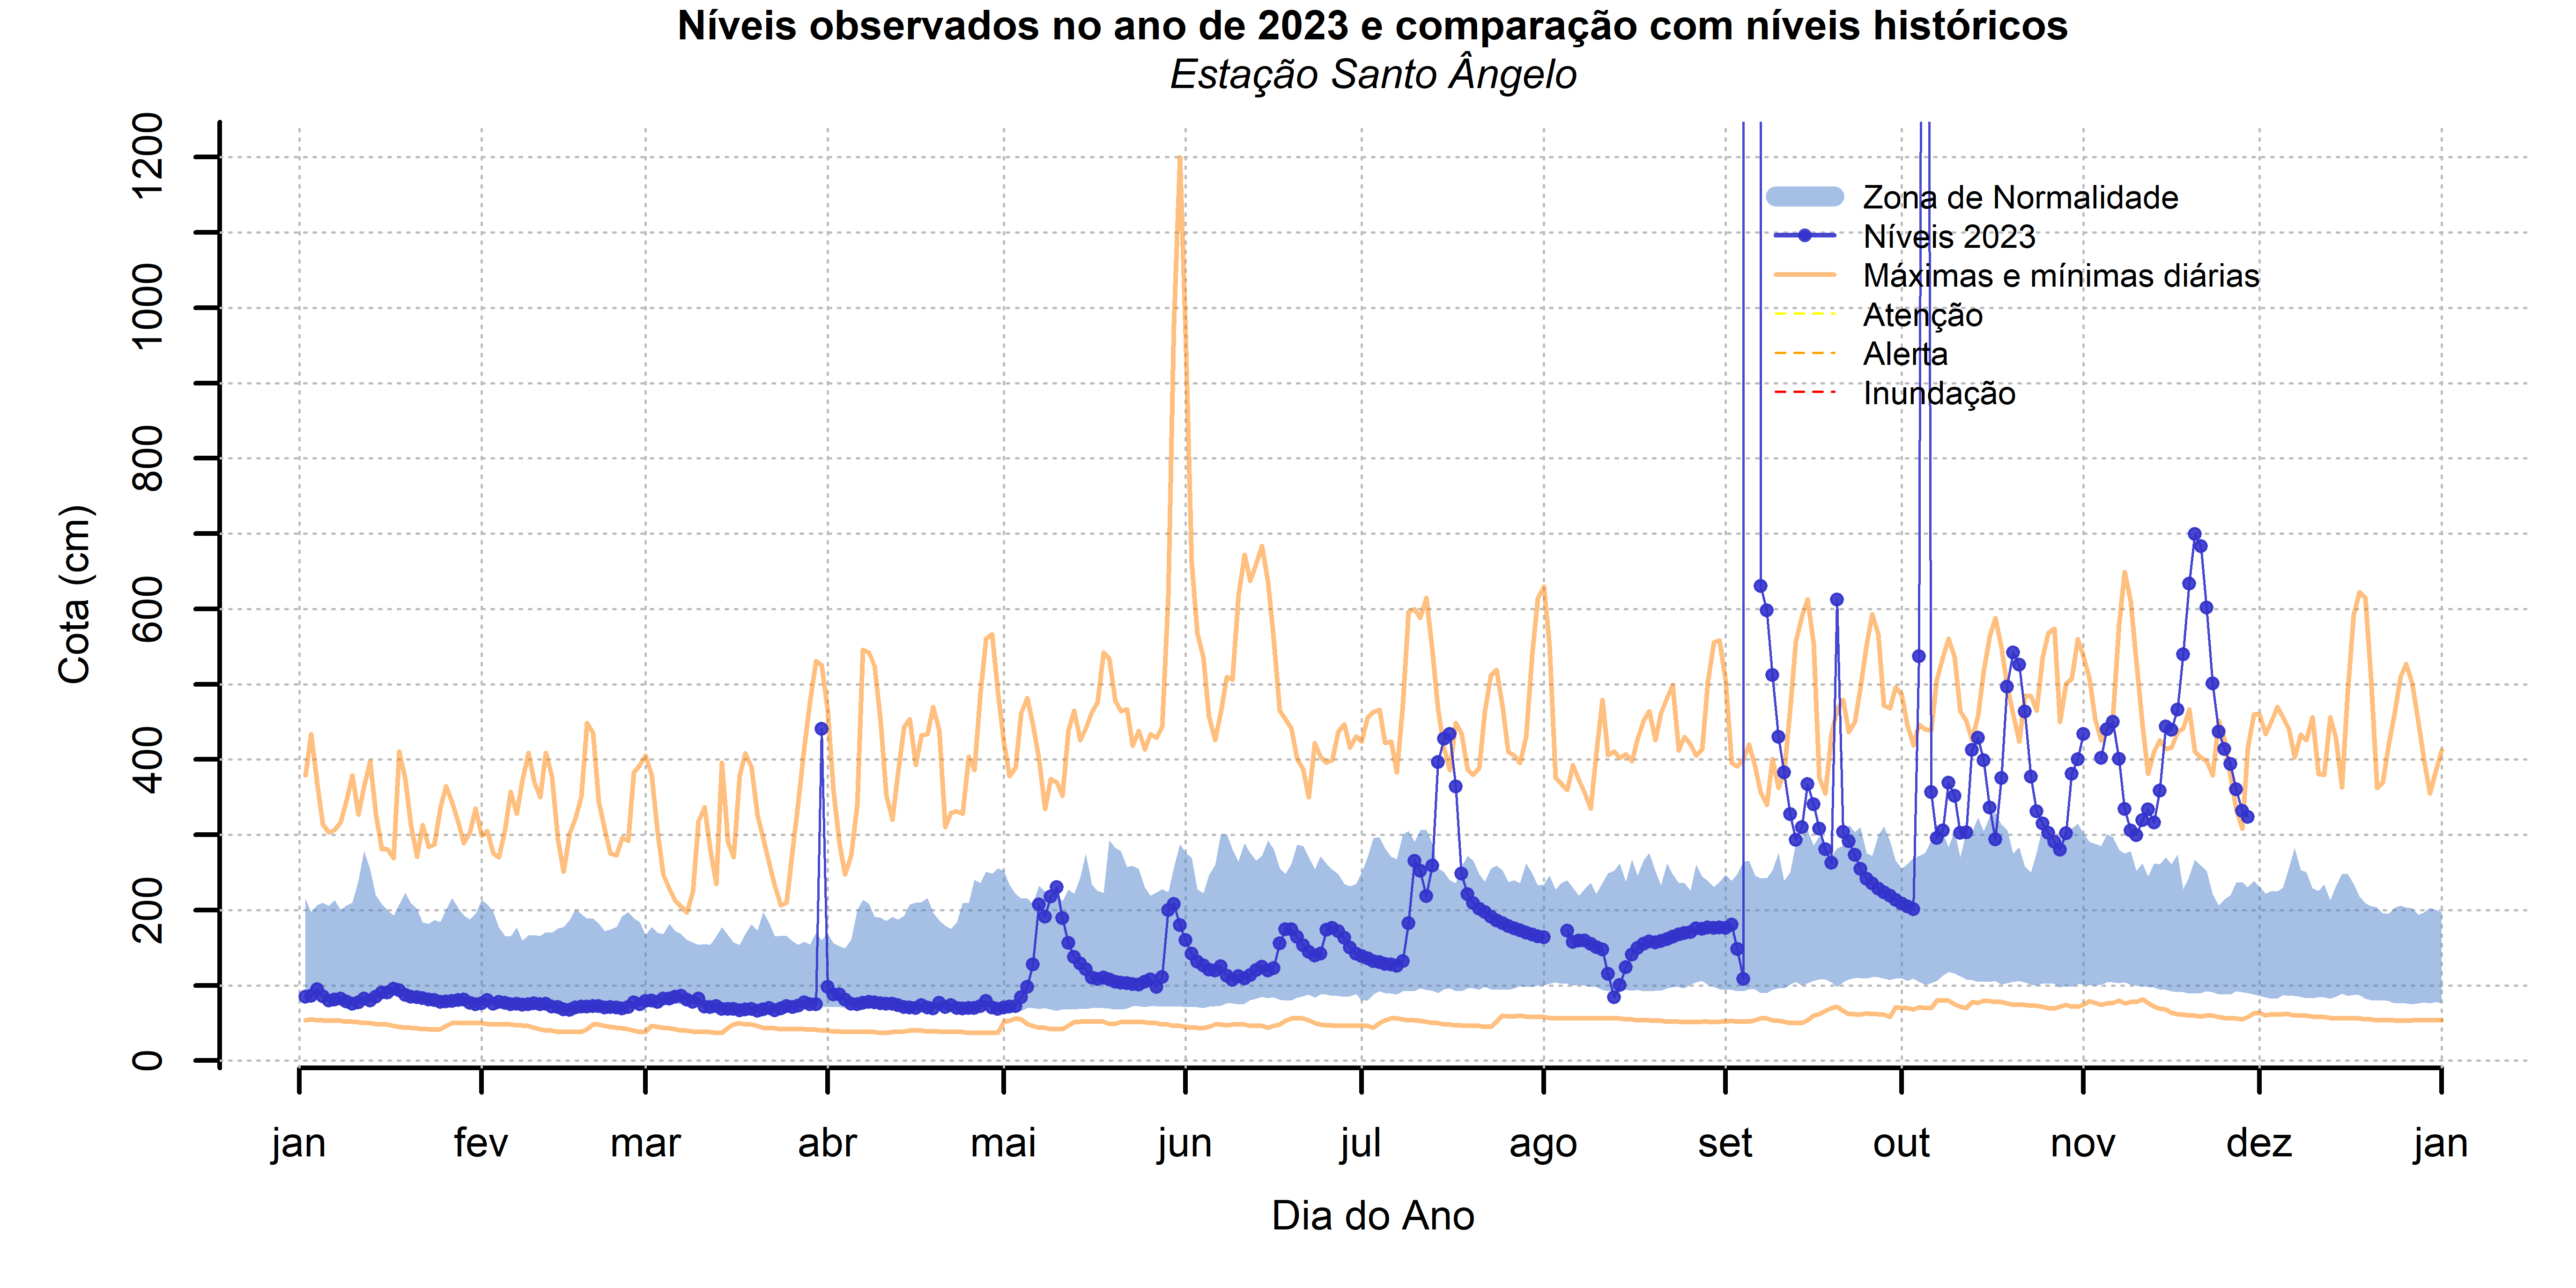 Níveis observados no ano de 2023 e comparação com níveis históricos
Estação Santo Ângelo
1200
1000
800
600
400
200
0
Cota (cm)
Zona de Normalidade
Níveis 2023
Máximas e mínimas diárias
Atenção
Alerta
Inundação
jan fev mar abr mai jun jul ago set out nov dez jan
Dia do Ano